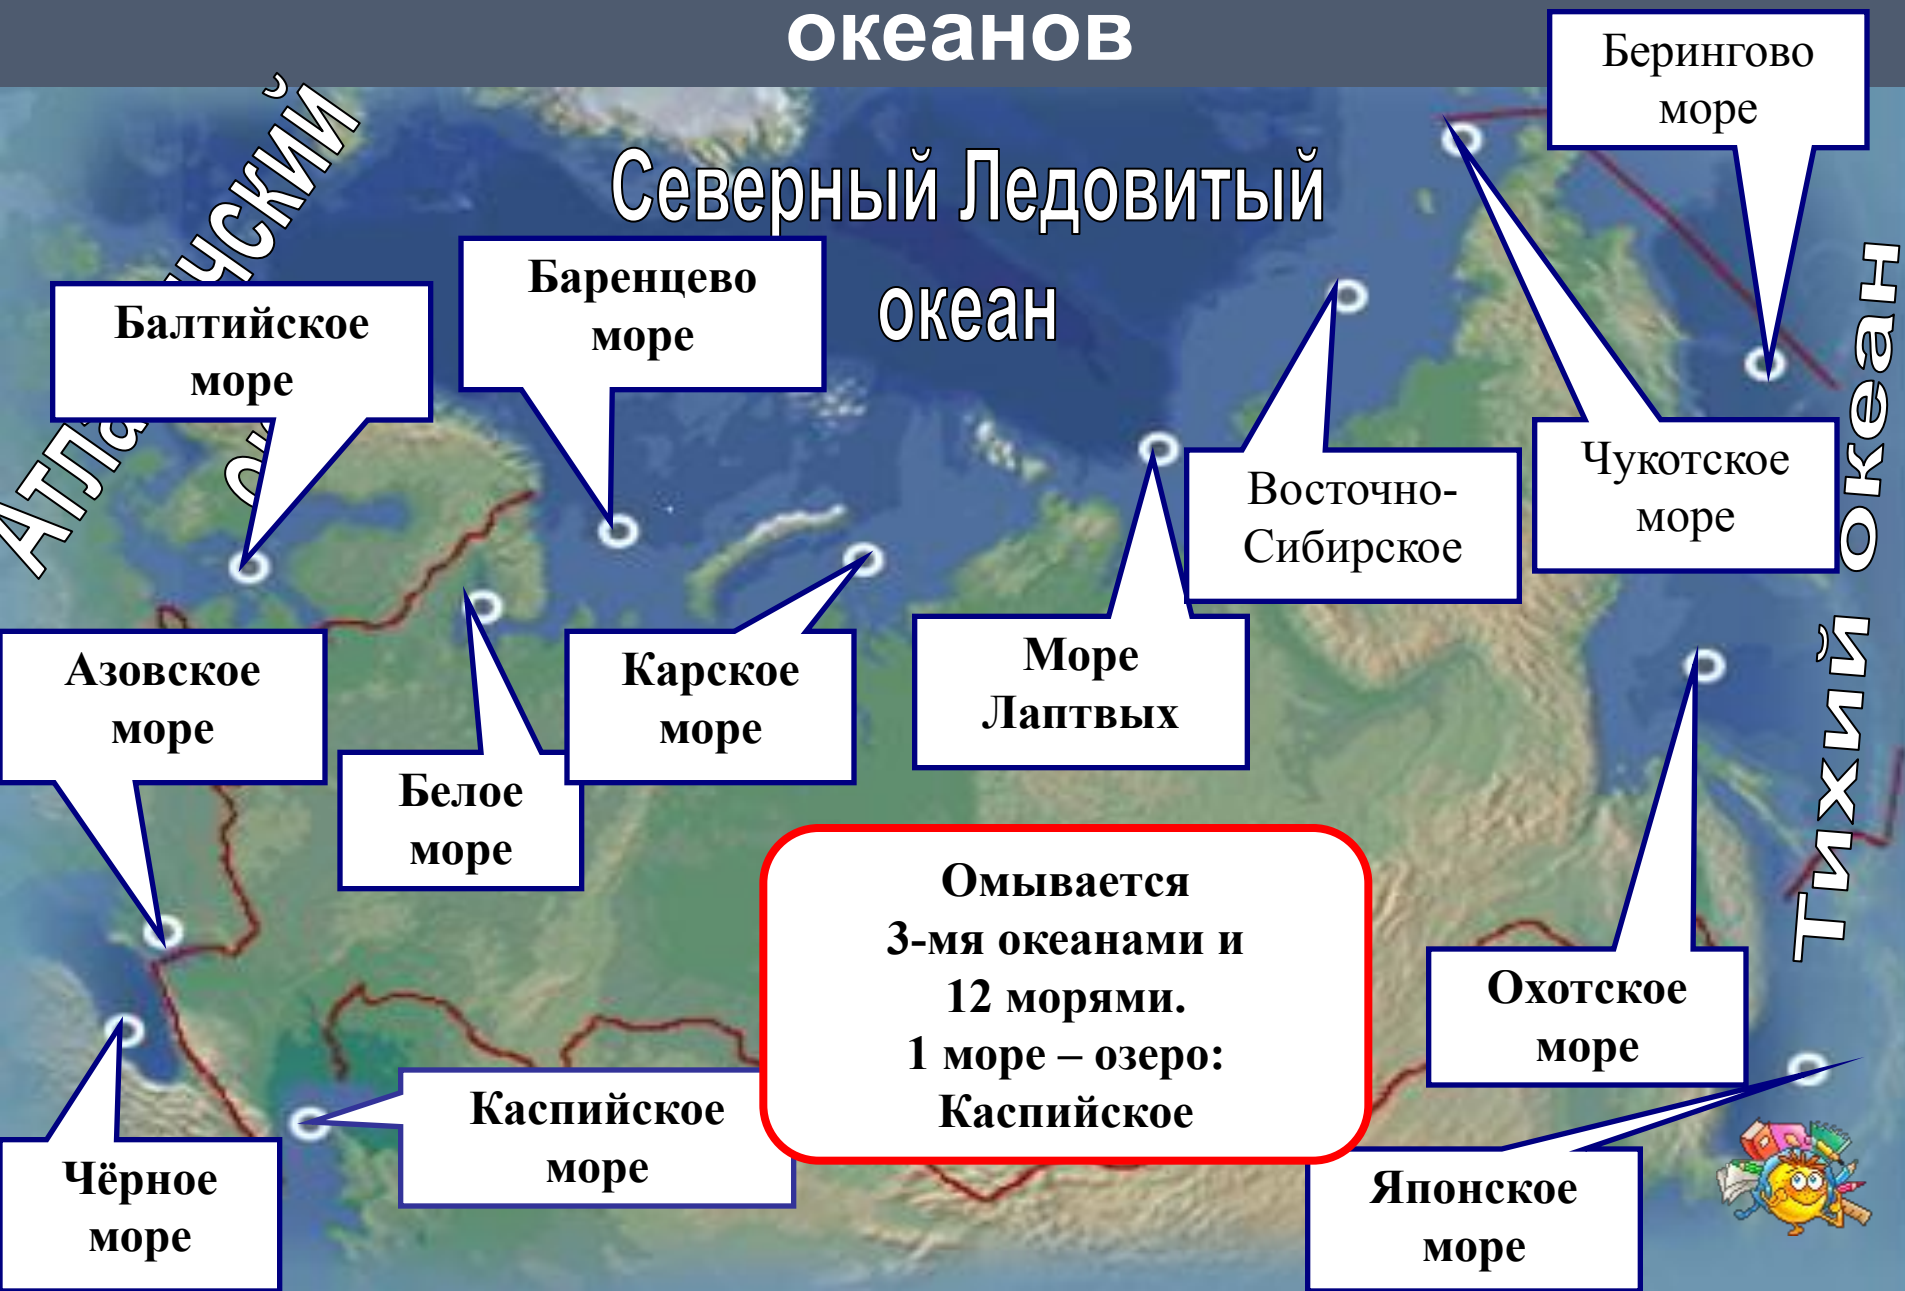 океанов
Берингово
море
Северный Ледовитый
океан
Баренцево
море
Балтийское
море
Чукотское
море
Восточно-
Сибирское
Тихий океан
Азовское
море
Карское
море
Море
Лаптвых
Белое
море
Омывается
3-мя океанами и
12 морями.
1 море – озеро:
Каспийское
Охотское
море
Каспийское
море
Чёрное
море
Японское
море